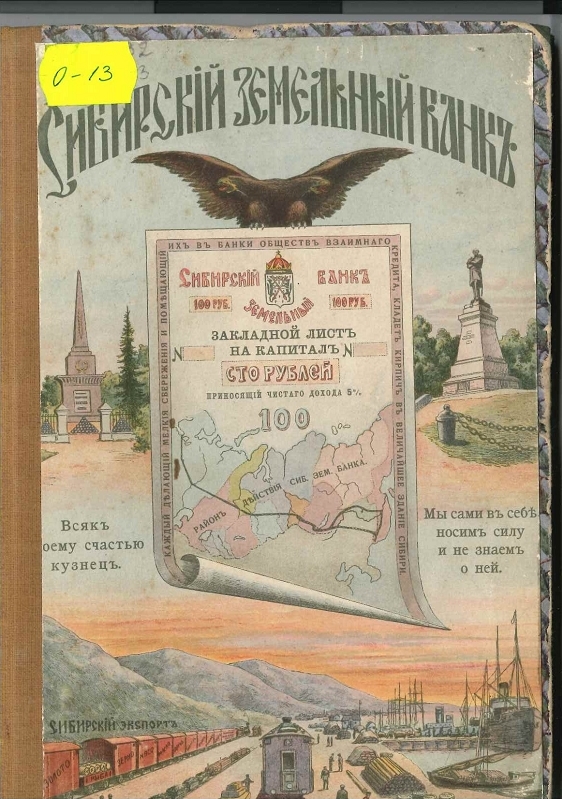 О-13
Сибирскій Земельный Банкъ
ИХЪ ВЪ БАНКИ ОБЩЕСТВЪ ВЗАИМНАГО
КРЕДИТА, КЛАДЕТЪ КИРПИЧЪ ВЪ ВЕЛИЧАЙШЕЕ ЗДАНІЕ СИБИРИ.
КАЖДЫЙ ДѢЛАЮЩІЙ МЕЛКІЯ СБЕРЕЖЕНІЯ И ПОМѢЩАЮЩІЙ
Сибирскій Земельный Банкъ
100 РУБ. 100 РУБ.
ЗАКЛАДНОЙ ЛИСТЪ
N НА КАПИТАЛЪ N
СТО РУБЛЕЙ
ПРИНОСЯЩІЙ ЧИСТАГО ДОХОДА 5%
100
РАЙОНЪ ДѢЙСТВІЯ СИБ. ЗЕМ. БАНКА.
Всякъ
оему счастью
кузнецъ.
Мы сами въ себѣ
носимъ силу
и не знаемъ
о ней.
СИБИРСКІЙ ЭКСПОРТЪ
ЗОЛОТО
РЫБА